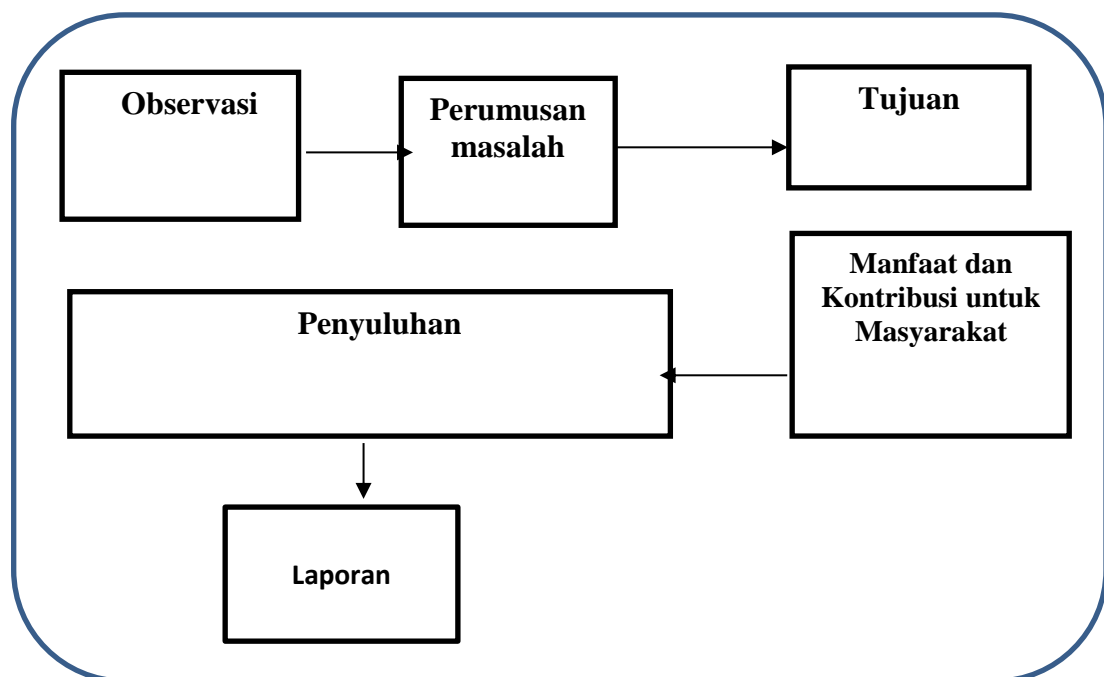 Observasi
Perumusan
masalah
Tujuan
Manfaat dan
Kontribusi untuk
Masyarakat
Penyuluhan
Laporan